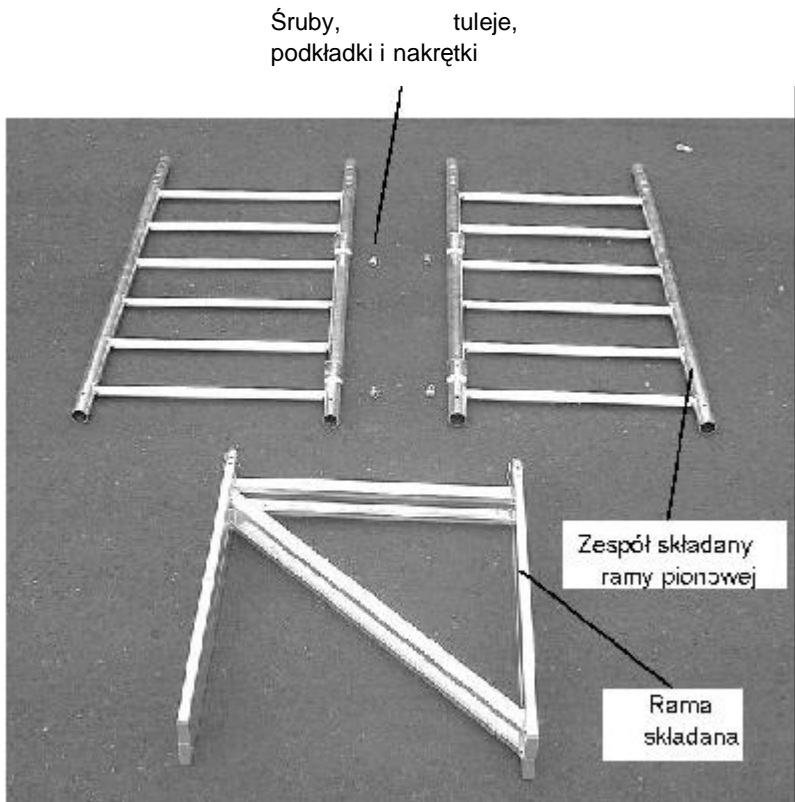 Śruby, tuleje,
podkładki i nakrętki
Zespół składany
ramy pionowej
Rama
składana